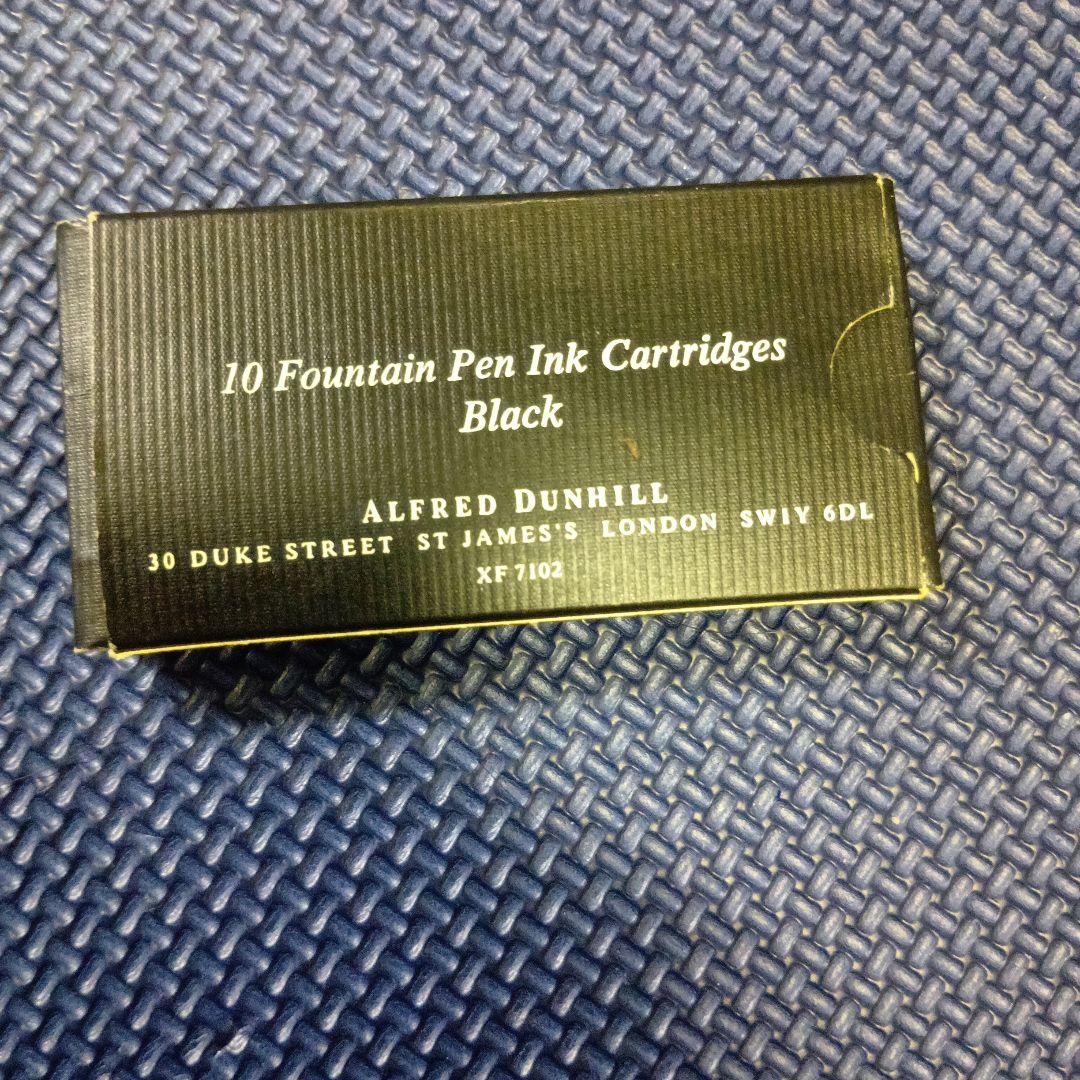 10 Fountain Pen Ink Cartridges
Black
ALFRED DUNHILL
30 DUKE STREET ST JAMES'S LONDON SW1Y 6DL
XF 7102